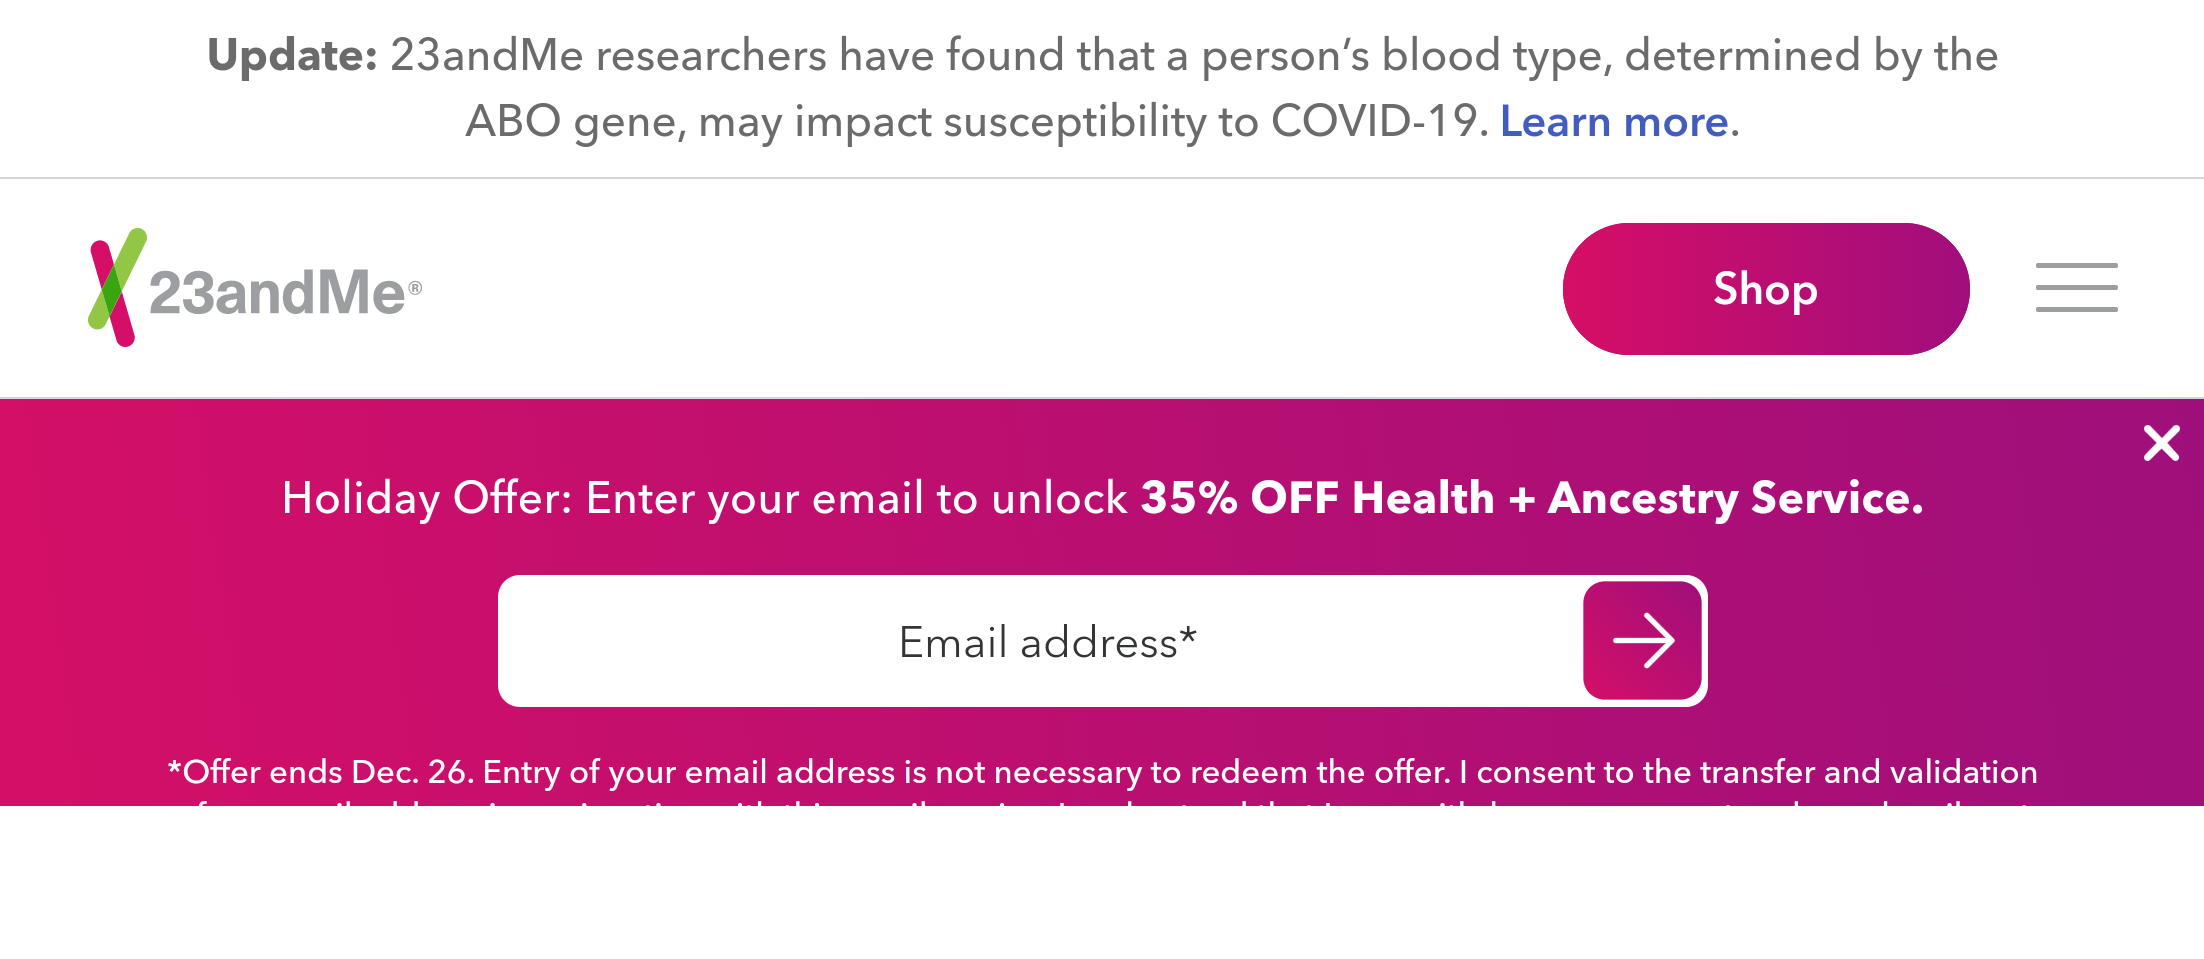 Update: 23andMe researchers have found that a person’s blood type, determined by the
ABO gene, may impact susceptibility to COVID-19. Learn more.
23andMe®
Shop
Holiday Offer: Enter your email to unlock 35% OFF Health + Ancestry Service.
Email address*
*Offer ends Dec. 26. Entry of your email address is not necessary to redeem the offer. I consent to the transfer and validation